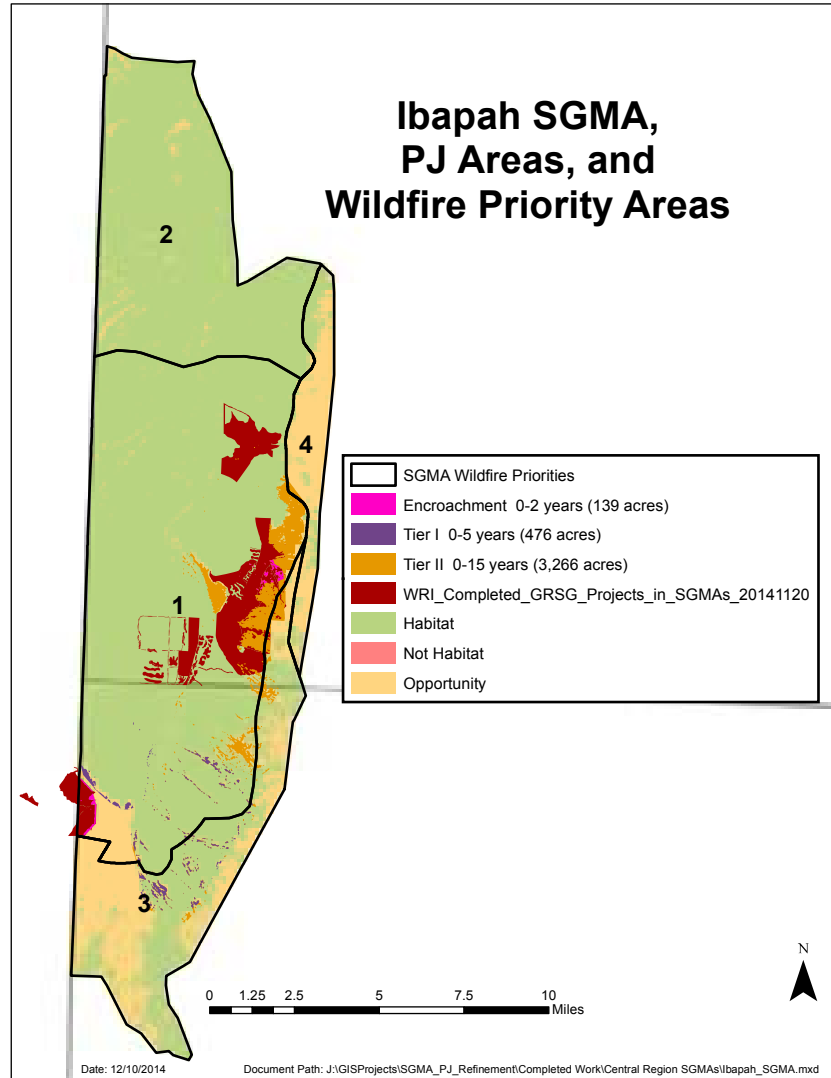 Ibapah SGMA,
PJ Areas, and
Wildfire Priority Areas
2
4
SGMA Wildfire Priorities
Encroachment 0-2 years (139 acres)
Tier I 0-5 years (476 acres)
Tier II 0-15 years (3,266 acres)
WRI_Completed_GRSG_Projects_in_SGMAs_20141120
Habitat
Not Habitat
Opportunity
1
3
N
0 1.25 2.5 5 7.5 10
Miles
Date: 12/10/2014 Document Path: J:\GISProjects\SGMA_PJ_Refinement\Completed Work\Central Region SGMAs\Ibapah_SGMA.mxd